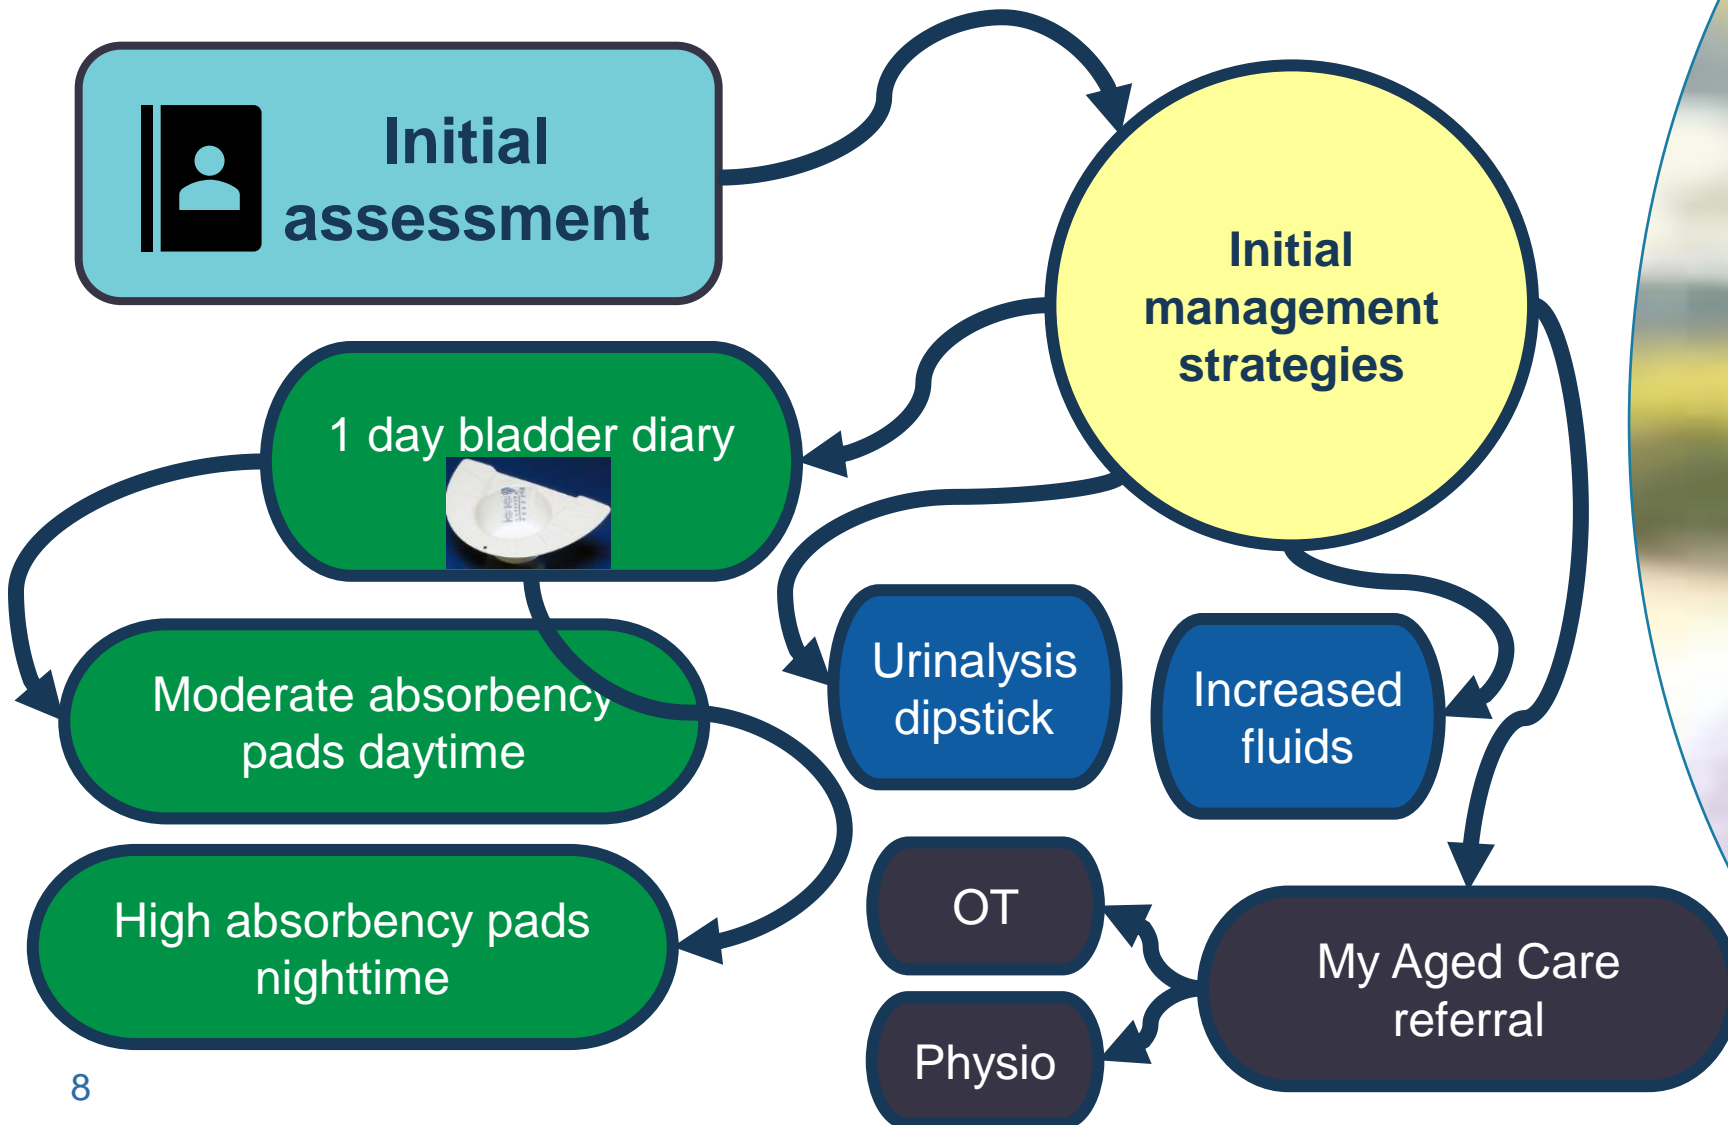 Initial
assessment
Initial
management
strategies
1 day bladder diary
Moderate absorbency
pads daytime
High absorbency pads
nighttime
Urinalysis
dipstick
Increased
fluids
OT
Physio
My Aged Care
referral
8